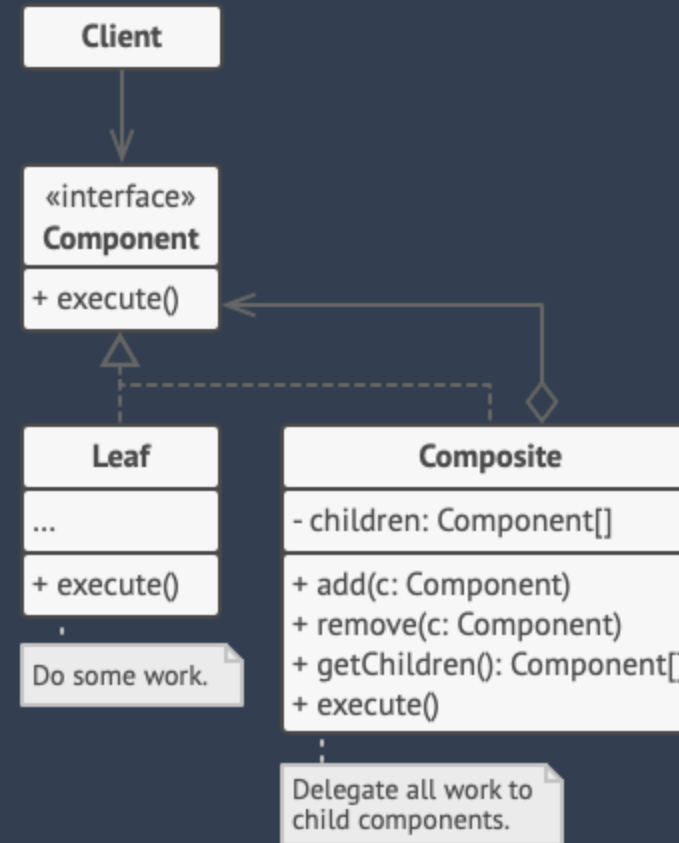 Client
«interface»
Component
+ execute()
Leaf
...
+ execute()
Do some work.
Composite
- children: Component[]
+ add(c: Component)
+ remove(c: Component)
+ getChildren(): Component[]
+ execute()
Delegate all work to
child components.